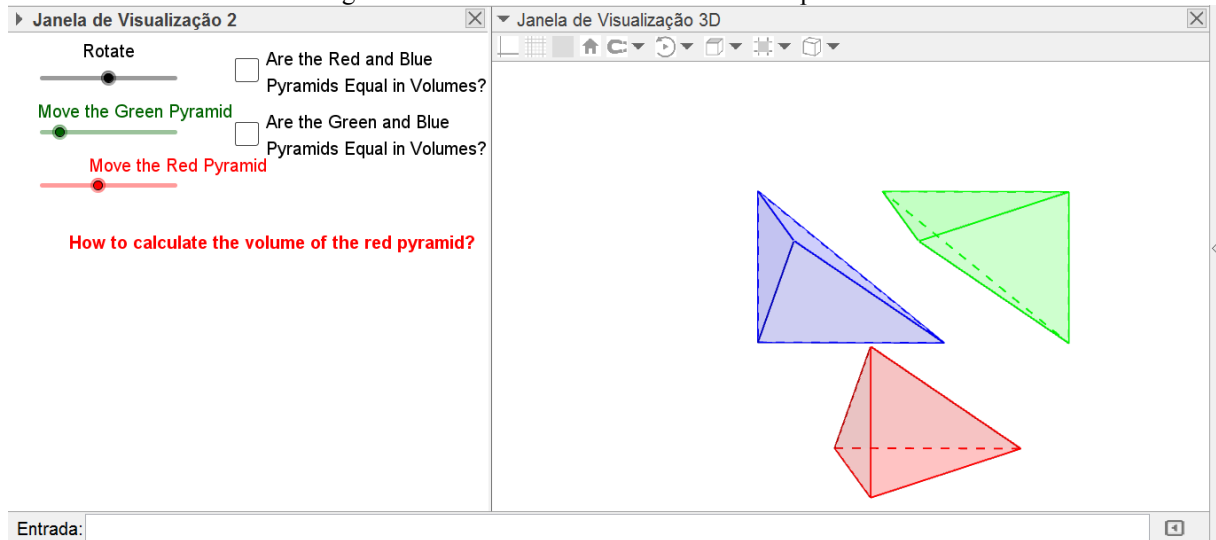 Janela de Visualização 2
Rotate
Are the Red and Blue
Pyramids Equal in Volumes?
Move the Green Pyramid
Are the Green and Blue
Pyramids Equal in Volumes?
Move the Red Pyramid
How to calculate the volume of the red pyramid?
Janela de Visualização 3D
Entrada: